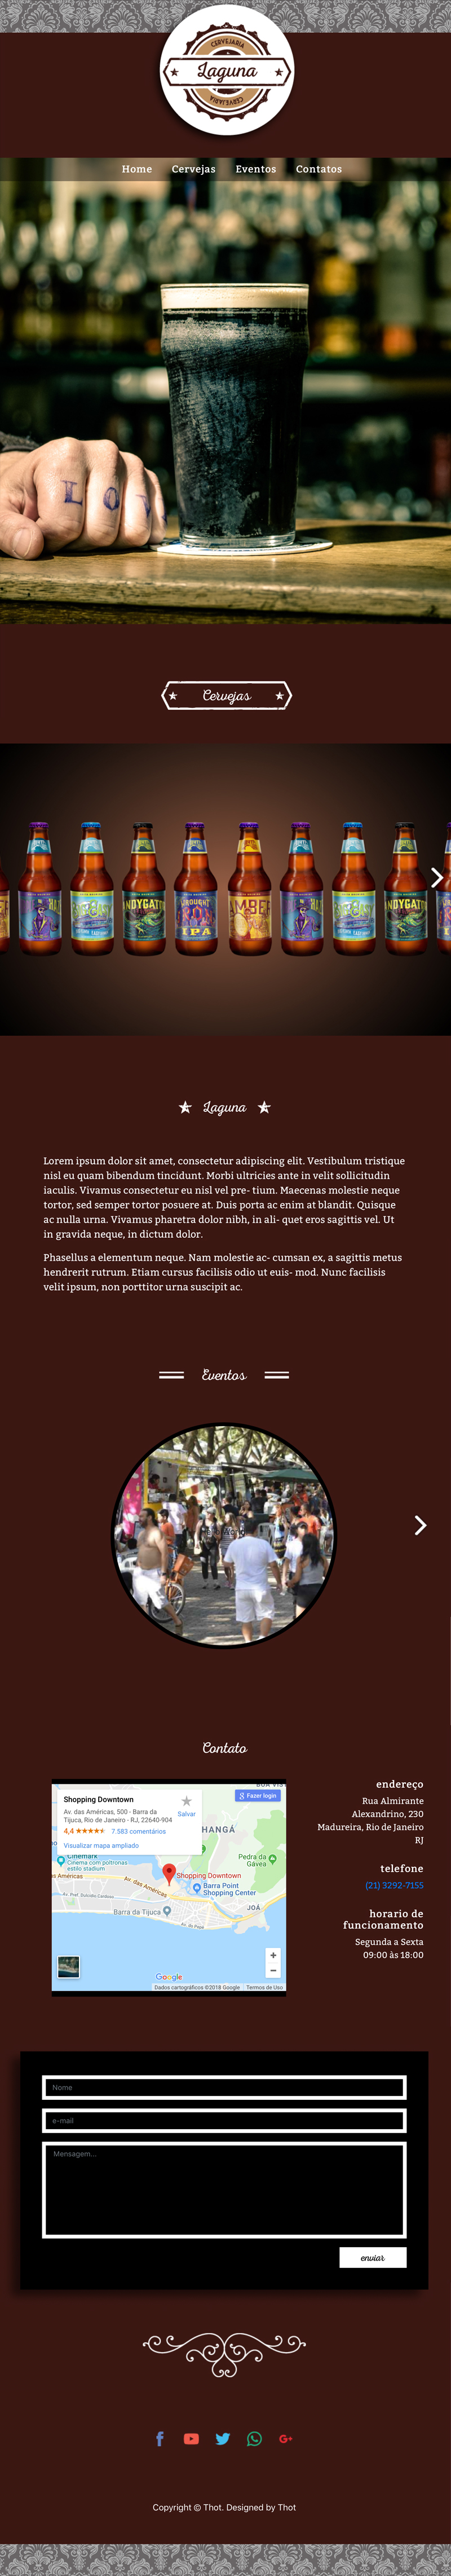 CERVEJARIA
Laguna
CERVEJARIA
Home Cervejas Eventos Contatos
LOV
Cervejas
ANDYGATOR
WROUGHT IRON IPA
AMBER
ANDYGATOR
Laguna
Lorem ipsum dolor sit amet, consectetur adipiscing elit. Vestibulum tristique
nisl eu quam bibendum tincidunt. Morbi ultricies ante in velit sollicitudin
iaculis. Vivamus consectetur eu nisl vel pre- tium. Maecenas molestie neque
tortor, sed semper tortor posuere at. Duis porta ac enim at blandit. Quisque
ac nulla urna. Vivamus pharetra dolor nibh, in ali- quet eros sagittis vel. Ut
in gravida neque, in dictum dolor.
Phasellus a elementum neque. Nam molestie ac- cumsan ex, a sagittis metus
hendrerit rutrum. Etiam cursus facilisis odio ut euis- mod. Nunc facilisis
velit ipsum, non porttitor urna suscipit ac.
Eventos
Contato
Shopping Downtown
Av. das Américas, 500 - Barra da
Tijuca, Rio de Janeiro - RJ, 22640-904
Salvar
4,4 7.583 comentários
Visualizar mapa ampliado
Fazer login
BOA VIS
HANGÁ
Cinemark
Cinema com poltronas
estilo stadium
s Américas
Av. das Américas
Shopping Downtown
Barra Point
Shopping Center
Pedra da
Gávea
JOÁ
Barra da Tijuca
Google
Dados cartográficos ©2018 Google Termos de Uso
endereço
Rua Almirante
Alexandrino, 230
Madureira, Rio de Janeiro
RJ
telefone
(21) 3292-7155
horario de
funcionamento
Segunda a Sexta
09:00 às 18:00
Nome
e-mail
Mensagem...
enviar
Copyright © Thot. Designed by Thot